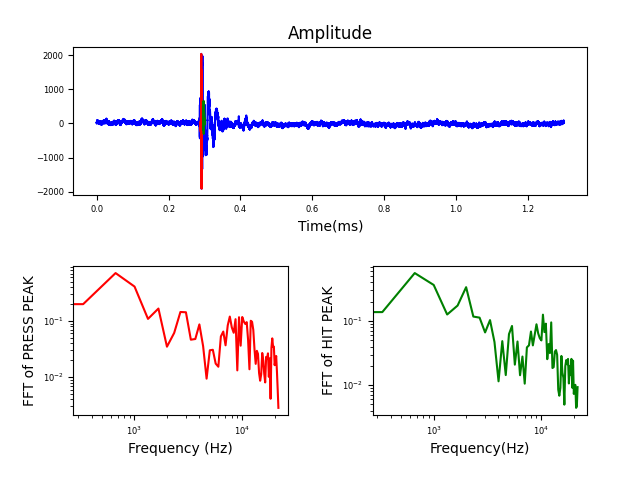 Amplitude
2000
1000
0
−1000
−2000
0.0 0.2 0.4 0.6 0.8 1.0 1.2
Time(ms)
FFT of PRESS PEAK
10⁻¹
10⁻²
10³ 10⁴
Frequency (Hz)
FFT of HIT PEAK
10⁻¹
10⁻²
10³ 10⁴
Frequency(Hz)